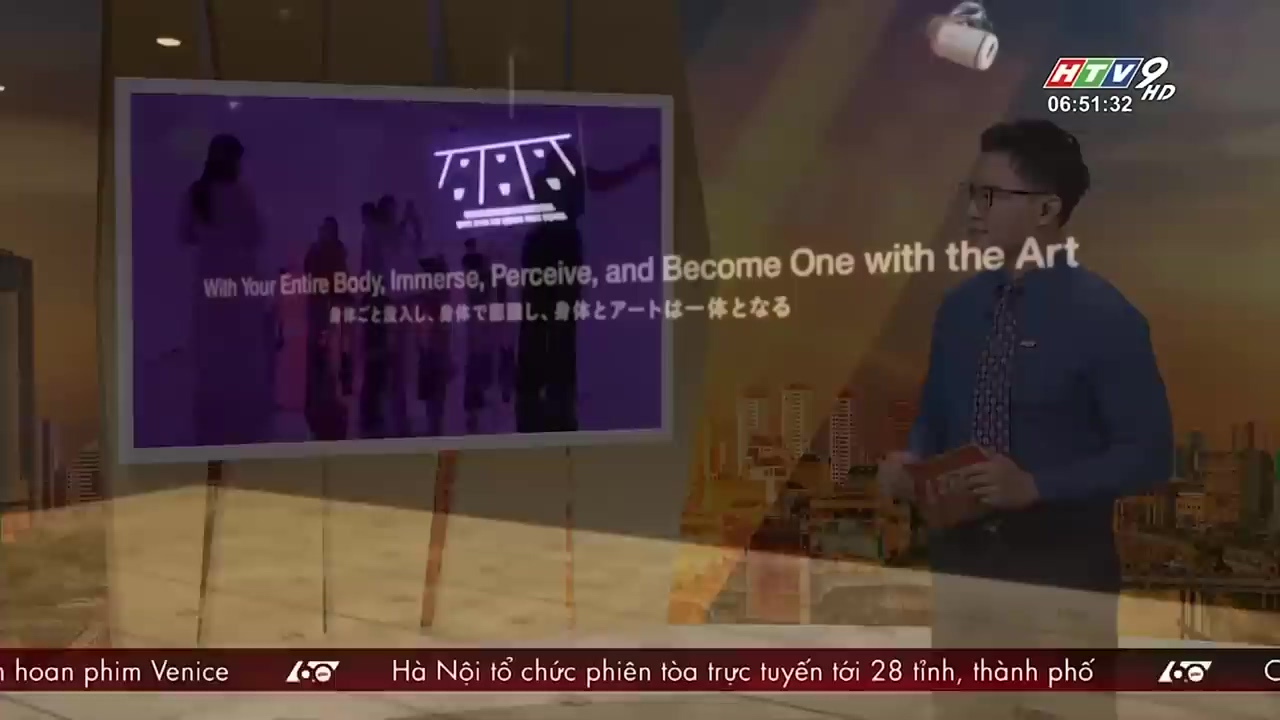 HTV9
HD
06:51:32
With Your Entire Body, Immerse, Perceive, and Become One with the Art
身体ごと没入し、身体で認識し、身体とアートは一体となる
hoan phim Venice
60
Hà Nội tổ chức phiên tòa trực tuyến tới 28 tỉnh, thành phố
60